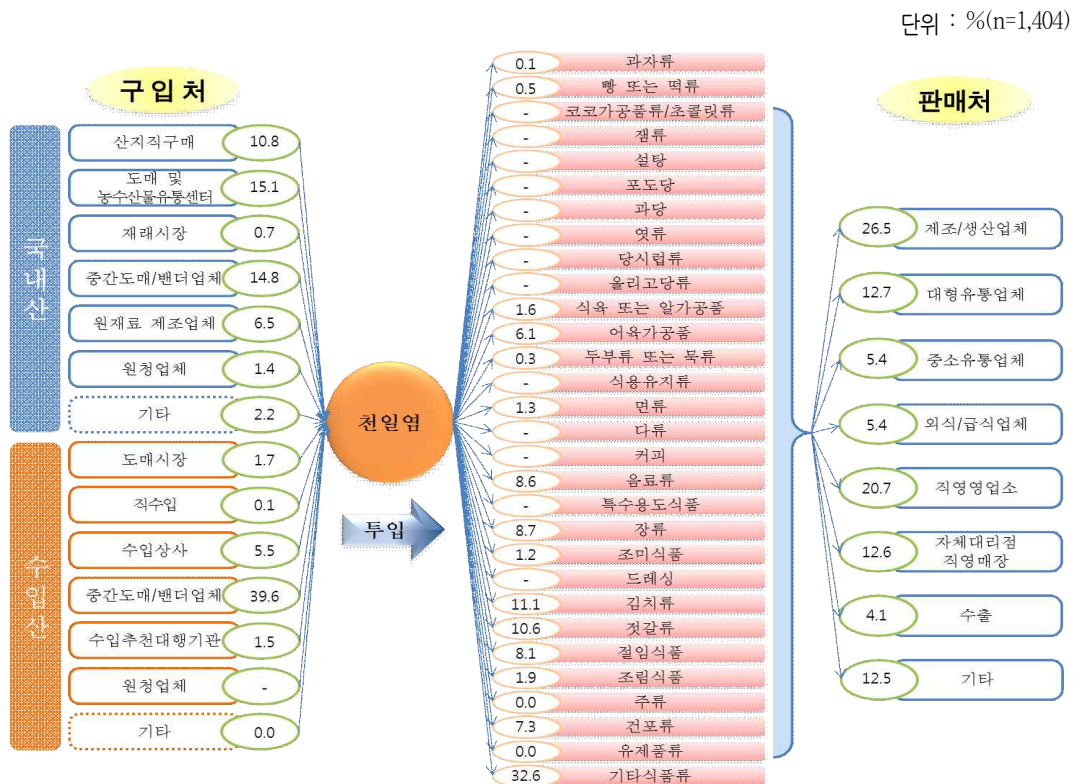 단위 : %(n=1,404)
구입처
판매처
국내산
산지직구매 10.8
도매 및
농수산물유통센터 15.1
재래시장 0.7
중간도매/밴더업체 14.8
원재료 제조업체 6.5
원청업체 1.4
기타 2.2
수입산
도매시장 1.7
직수입 0.1
수입상사 5.5
중간도매/밴더업체 39.6
수입추천대행기관 1.5
원청업체 -
기타 0.0
천일염
투입
0.1 과자류
0.5 빵 또는 떡류
- 코코가공품류/초콜릿류
- 잼류
- 설탕
- 포도당
- 과당
- 엿류
- 당시럽류
- 올리고당류
1.6 식육 또는 알가공품
6.1 어육가공품
0.3 두부류 또는 묵류
- 식용유지류
1.3 면류
- 다류
- 커피
8.6 음료류
- 특수용도식품
8.7 장류
1.2 조미식품
- 드레싱
11.1 김치류
10.6 젓갈류
8.1 절임식품
1.9 조림식품
0.0 주류
7.3 건포류
0.0 유제품류
32.6 기타식품류
26.5 제조/생산업체
12.7 대형유통업체
5.4 중소유통업체
5.4 외식/급식업체
20.7 직영영업소
12.6 자체대리점
직영매장
4.1 수출
12.5 기타